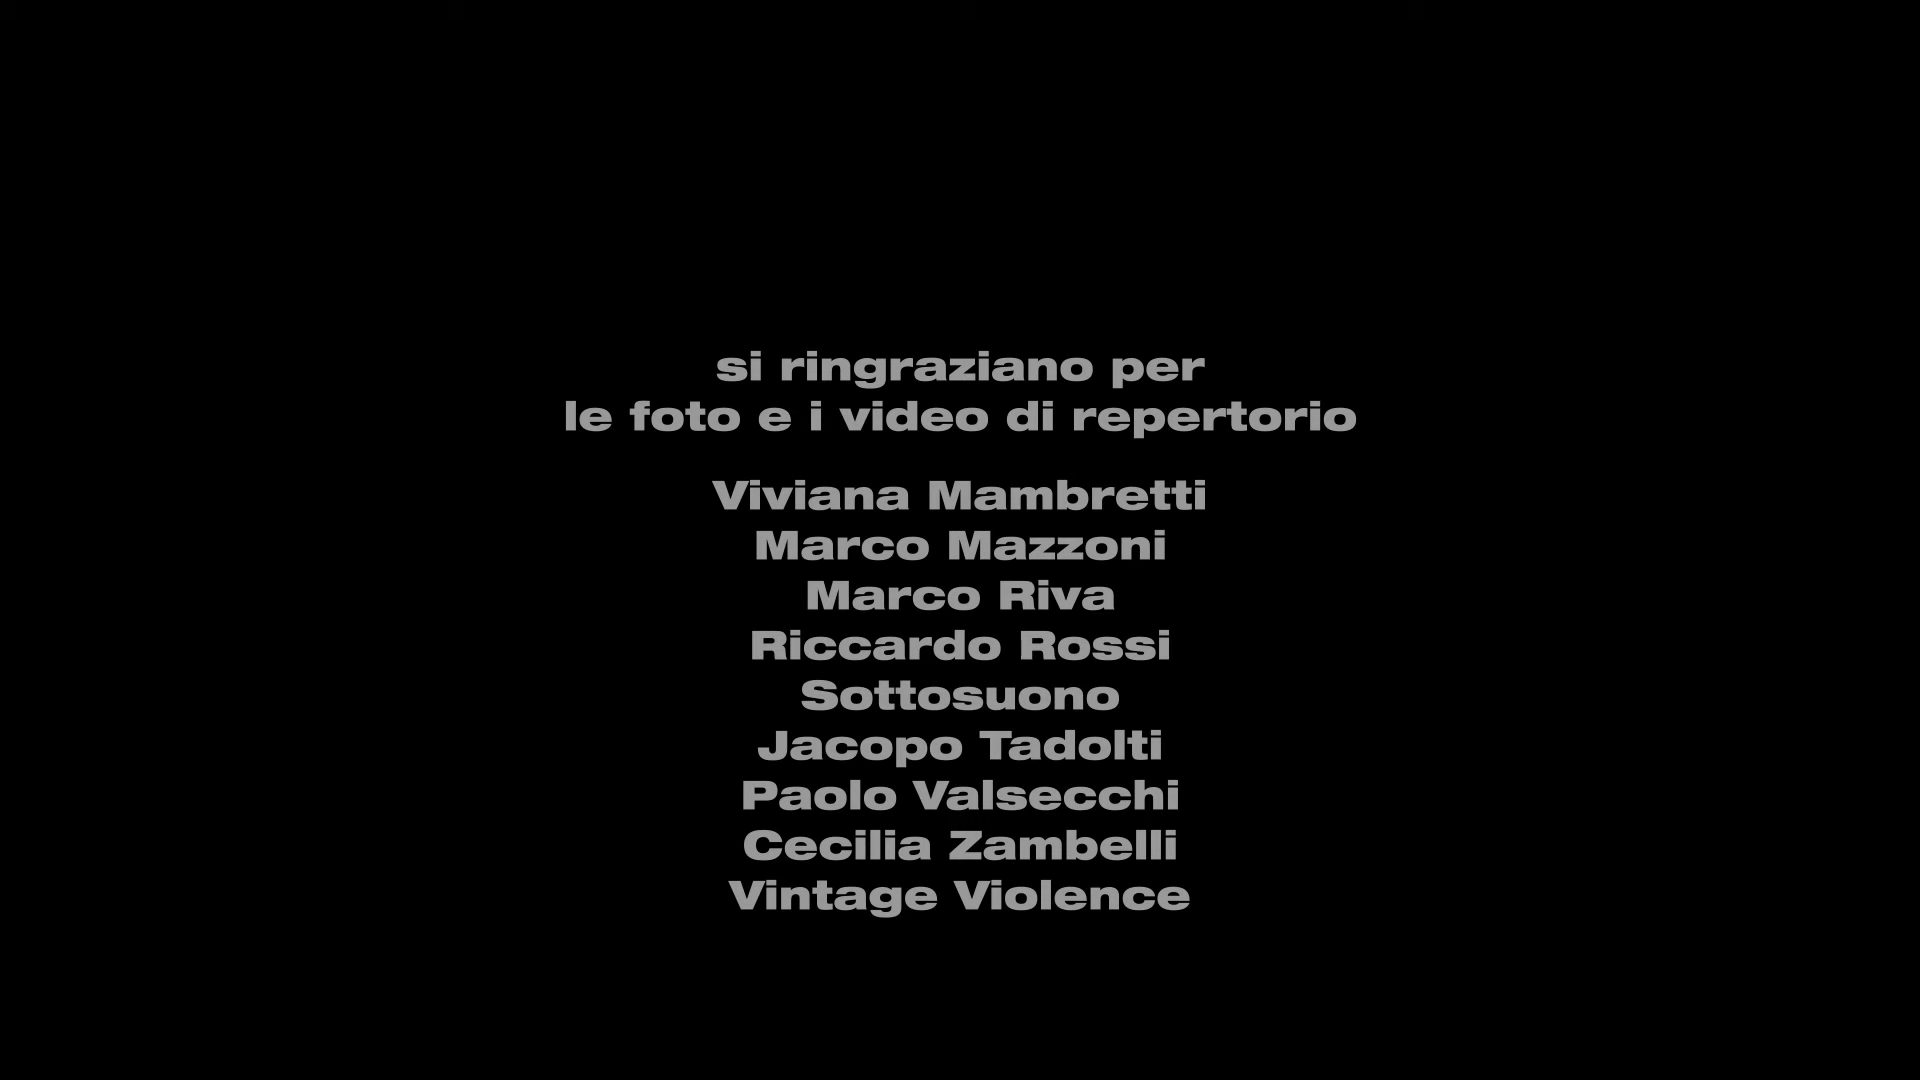 si ringraziano per
le foto e i video di repertorio
Viviana Mambretti
Marco Mazzoni
Marco Riva
Riccardo Rossi
Sottosuono
Jacopo Tadolti
Paolo Valsecchi
Cecilia Zambelli
Vintage Violence